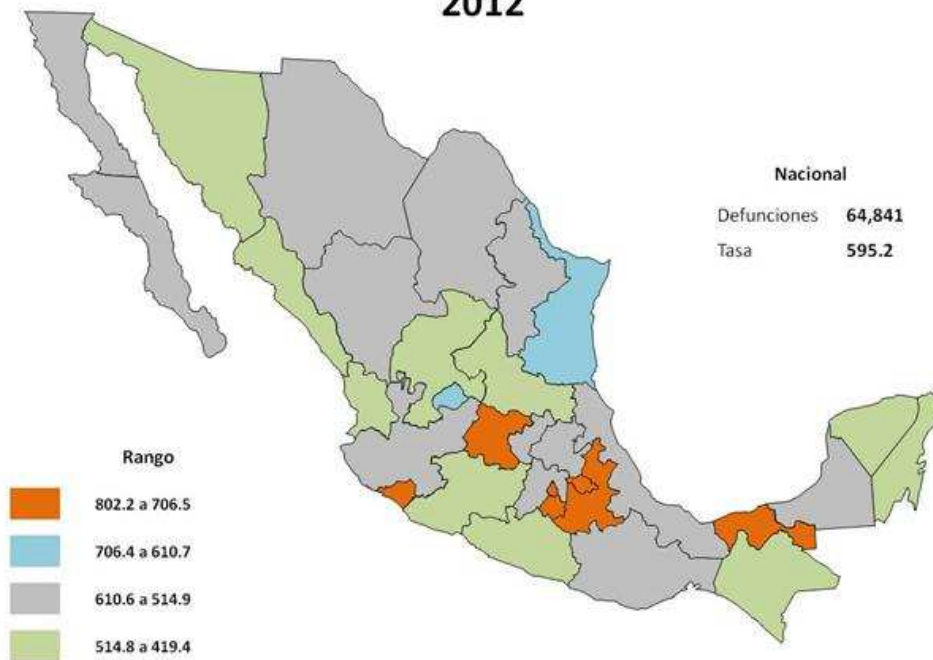 2012
Nacional
Defunciones 64,841
Tasa 595.2
Rango
802.2 a 706.5
706.4 a 610.7
610.6 a 514.9
514.8 a 419.4